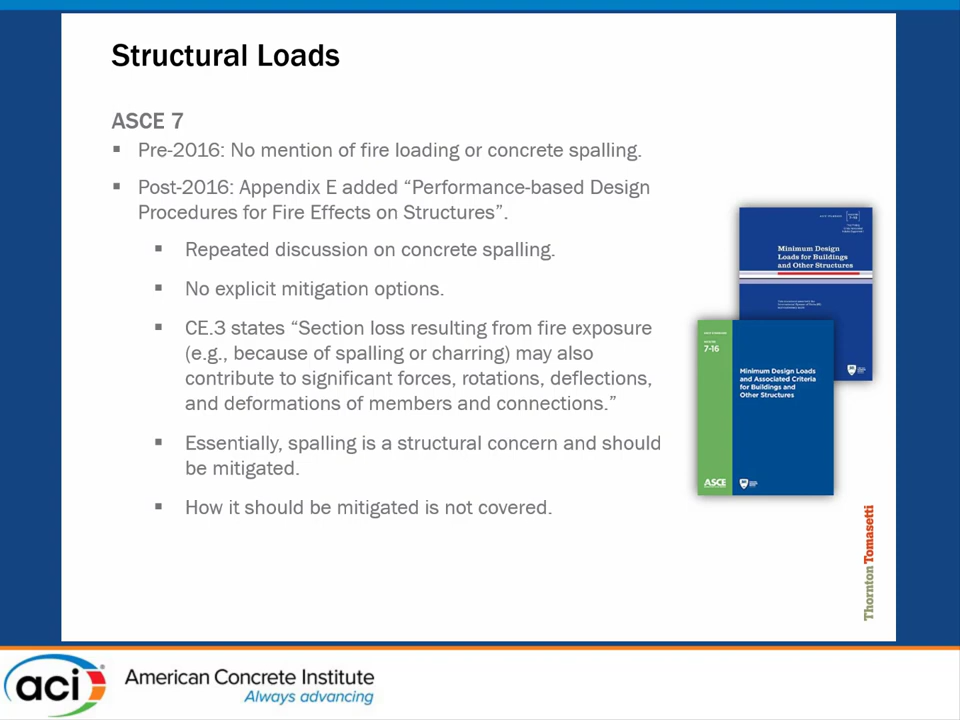 Structural Loads
ASCE 7
▪ Pre-2016: No mention of fire loading or concrete spalling.
▪ Post-2016: Appendix E added “Performance-based Design
Procedures for Fire Effects on Structures”.
▪ Repeated discussion on concrete spalling.
▪ No explicit mitigation options.
▪ CE.3 states “Section loss resulting from fire exposure
(e.g., because of spalling or charring) may also
contribute to significant forces, rotations, deflections,
and deformations of members and connections.”
▪ Essentially, spalling is a structural concern and should
be mitigated.
▪ How it should be mitigated is not covered.
Minimum Design
Loads for Buildings
and Other Structures
7-16
Minimum Design Loads
and Associated Criteria
for Buildings and
Other Structures
ASCE
Thornton Tomasetti
aci
American Concrete Institute
Always advancing